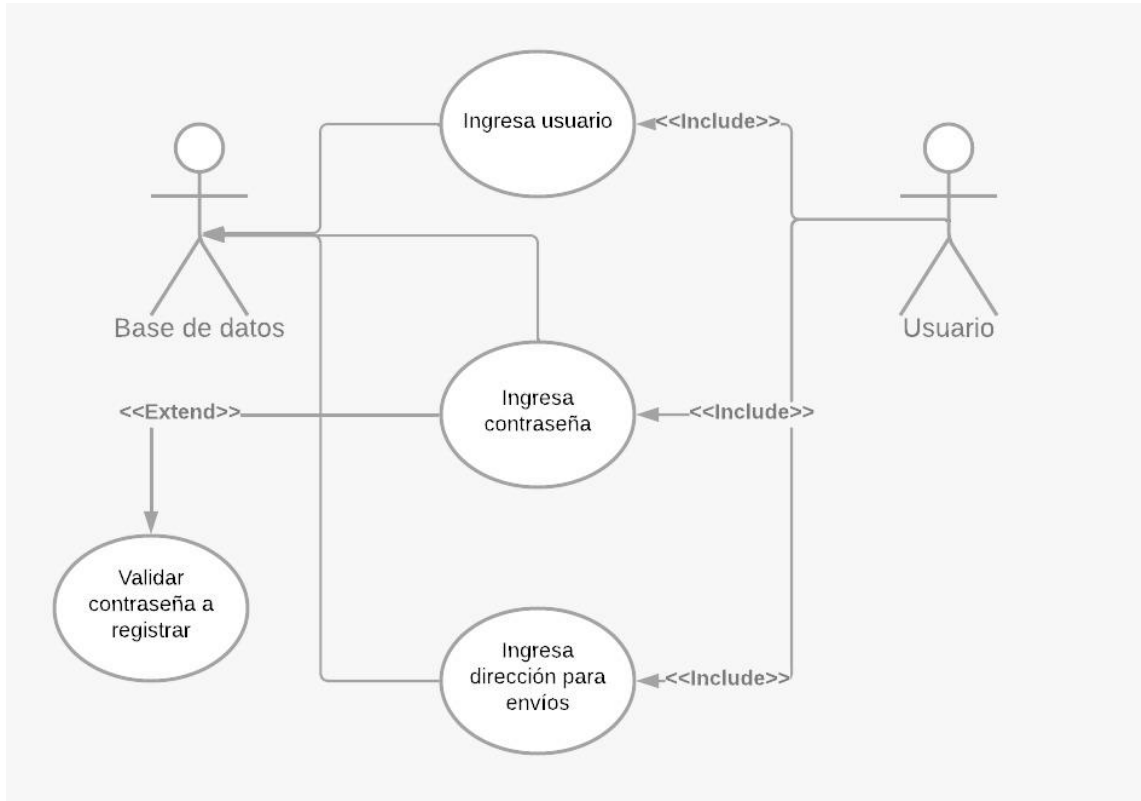 Ingresa usuario
<<Include>>
Base de datos
Usuario
<<Extend>>
Ingresa
contraseña
<<Include>>
Validar
contraseña a
registrar
Ingresa
dirección para
envíos
<<Include>>